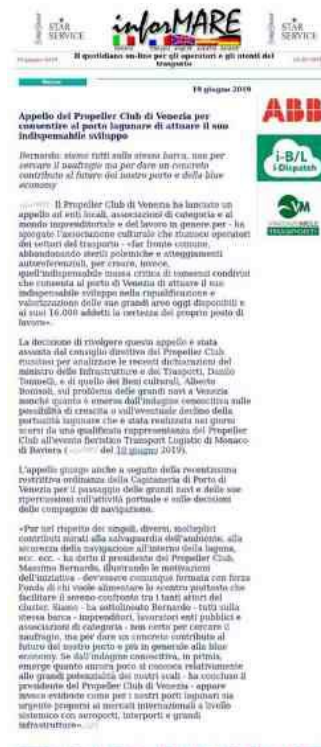 STAR SERVICE
inforMARE
STAR SERVICE
Il quotidiano on-line per gli operatori e gli utenti del
trasporto
19 giugno 2019
ABB
Appello del Propeller Club di Venezia per
consentire al porto lagunare di attuare il suo
indispensabile sviluppo
i-B/L
i-Dispatch
Bernardo: siamo tutti sulla stessa barca, non per
cercare il naufragio ma per dare un concreto
contributo al futuro del nostro porto e della blue
economy
Il Propeller Club di Venezia ha lanciato un
appello ad enti locali, associazioni di categoria e al
mondo imprenditoriale e del lavoro in genere per - ha
spiegato l'associazione culturale che riunisce operatori
dei settori del trasporto - «far fronte comune,
abbandonando sterili polemiche e atteggiamenti
autoreferenziali, per creare, invece,
quell'indispensabile massa critica di consensi condivisi
che consenta al porto di Venezia di attuare il suo
indispensabile sviluppo nella riqualificazione e
valorizzazione delle sue grandi aree oggi disponibili e
ai suoi 16.000 addetti la certezza del proprio posto di
lavoro».
La decisione di rivolgere questo appello è stata
assunta dal consiglio direttivo del Propeller Club
riunitosi per analizzare le recenti dichiarazioni del
ministro delle Infrastrutture e dei Trasporti, Danilo
Toninelli, e di quello dei Beni culturali, Alberto
Bonisoli, sul problema delle grandi navi a Venezia
nonché quanto è emerso dall'indagine conoscitiva sulle
possibilità di crescita o sull'eventuale declino della
portualità lagunare che è stata realizzata nei giorni
scorsi da una qualificata rappresentanza del Propeller
Club all'evento fieristico Transport Logistic di Monaco
di Baviera ( del 10 giugno 2019).
L'appello giunge anche a seguito della recentissima
restrittiva ordinanza della Capitaneria di Porto di
Venezia per il passaggio delle grandi navi e delle sue
ripercussioni sull'attività portuale e sulle decisioni
delle compagnie di navigazione.
«Pur nel rispetto dei singoli, diversi, molteplici
contributi mirati alla salvaguardia dell'ambiente, alla
sicurezza della navigazione all'interno della laguna,
ecc. ecc. - ha detto il presidente del Propeller Club,
Massimo Bernardo, illustrando le motivazioni
dell'iniziativa - dev'essere comunque fermata con forza
l'onda di chi vuole alimentare lo scontro piuttosto che
facilitare il sereno confronto tra i tanti attori del
cluster. Siamo - ha sottolineato Bernardo - tutti sulla
stessa barca - imprenditori, lavoratori enti pubblici e
associazioni di categoria - non certo per cercare il
naufragio, ma per dare un concreto contributo al
futuro del nostro porto e più in generale alla blue
economy. Se dall'indagine conoscitiva, in primis,
emerge quanto ancora poco si conosca relativamente
alle grandi potenzialità dei nostri scali - ha concluso il
presidente del Propeller Club di Venezia - appare
invece evidente come per i nostri porti lagunari sia
urgente proporsi ai mercati internazionali a livello
sistemico con aeroporti, interporti e grandi
infrastrutture».